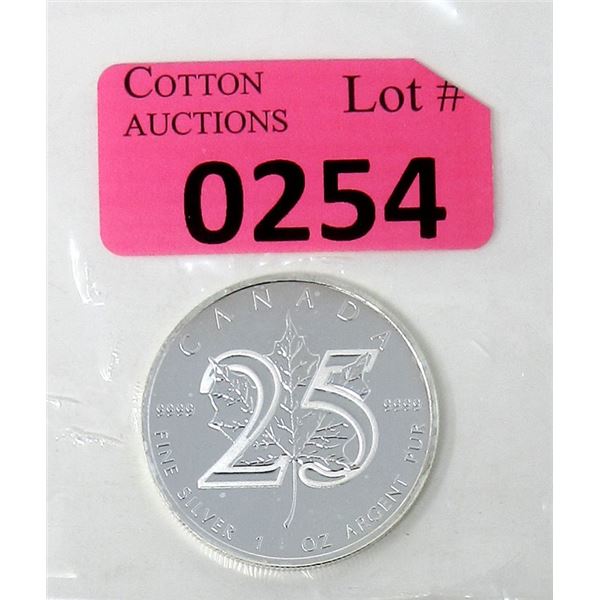 COTTON
AUCTIONS
Lot #
0254
CANADA
25
9999 9999
FINE SILVER 1 OZ ARGENT PUR